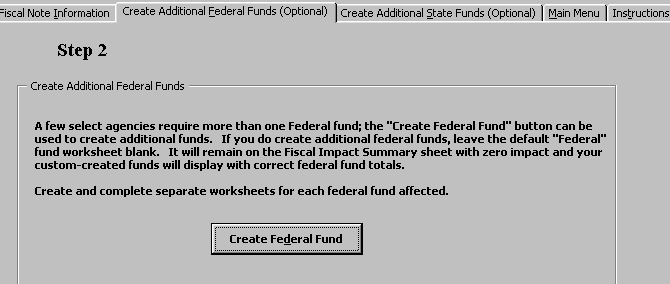 Fiscal Note Information
Create Additional Federal Funds (Optional)
Create Additional State Funds (Optional)
Main Menu
Instructions
Step 2
Create Additional Federal Funds
A few select agencies require more than one Federal fund; the "Create Federal Fund" button can be
used to create additional funds. If you do create additional federal funds, leave the default "Federal"
fund worksheet blank. It will remain on the Fiscal Impact Summary sheet with zero impact and your
custom-created funds will display with correct federal fund totals.
Create and complete separate worksheets for each federal fund affected.
Create Federal Fund